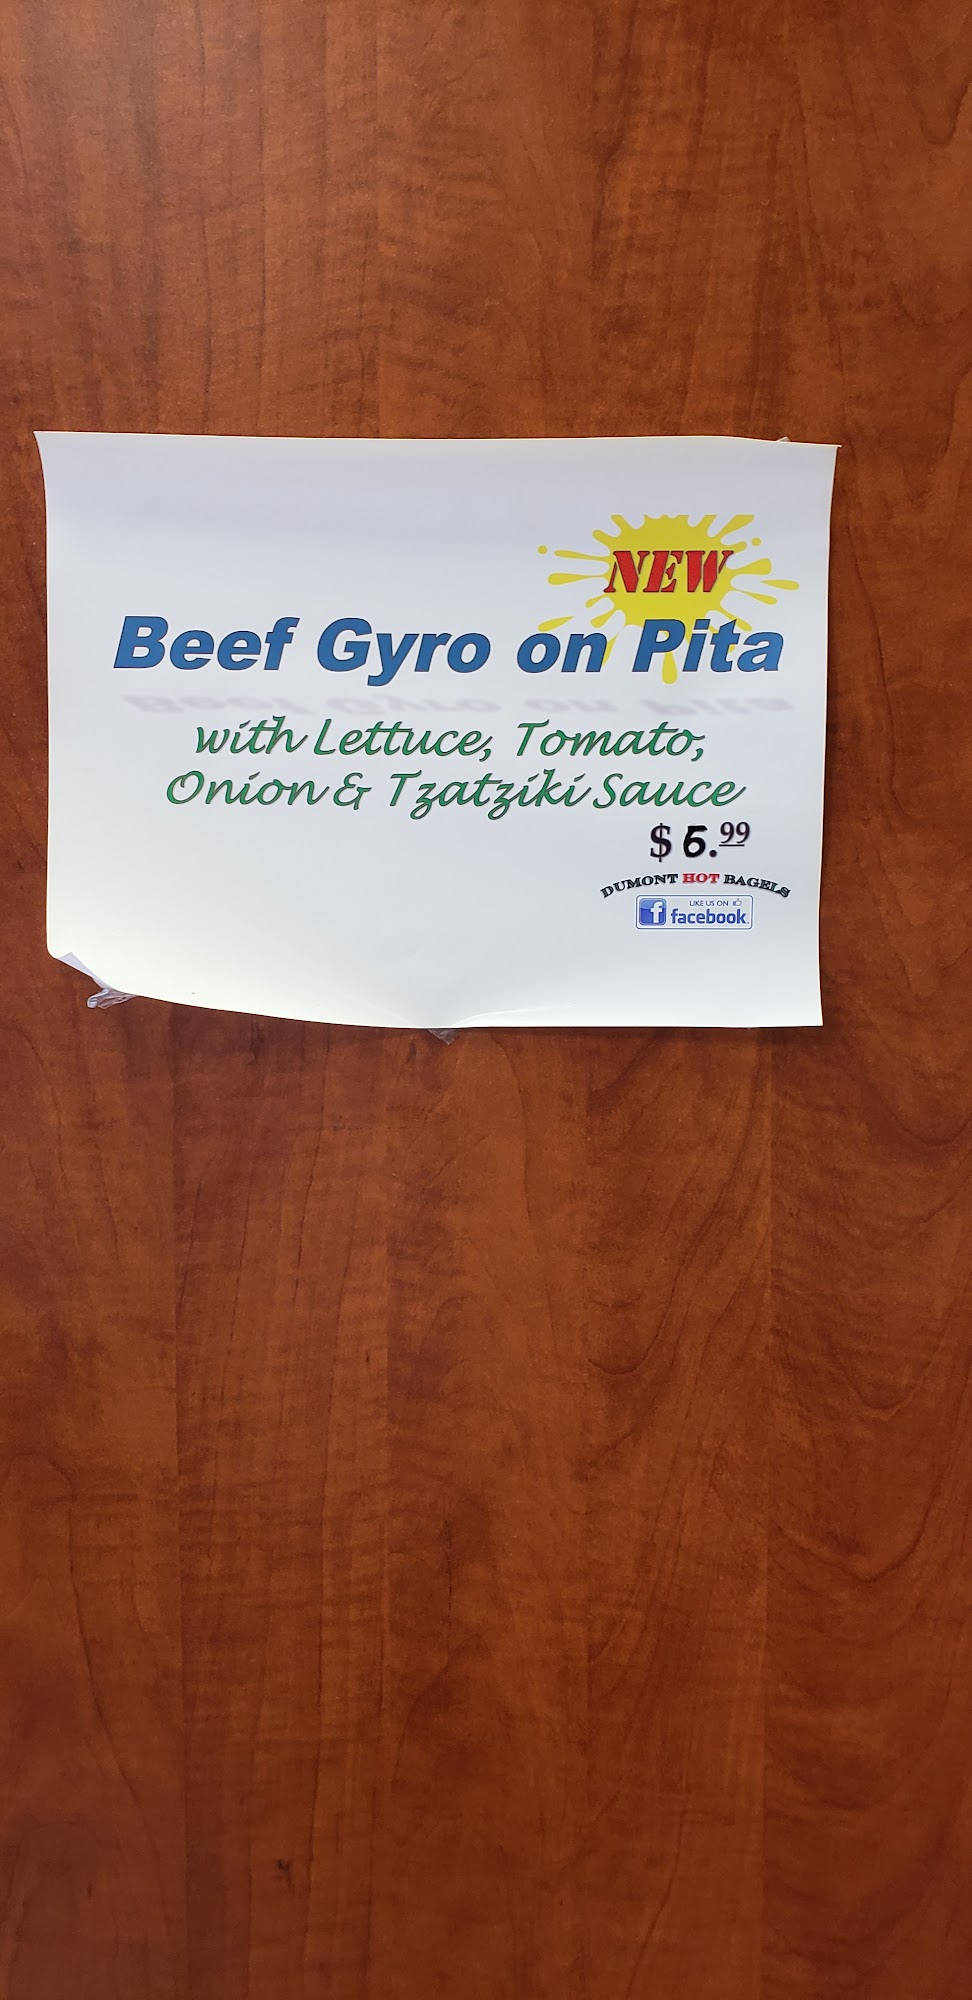 NEW
Beef Gyro on Pita
with Lettuce, Tomato,
Onion & Tzatziki Sauce
$ 6.99
DUMONT HOT BAGELS
LIKE US ON
facebook